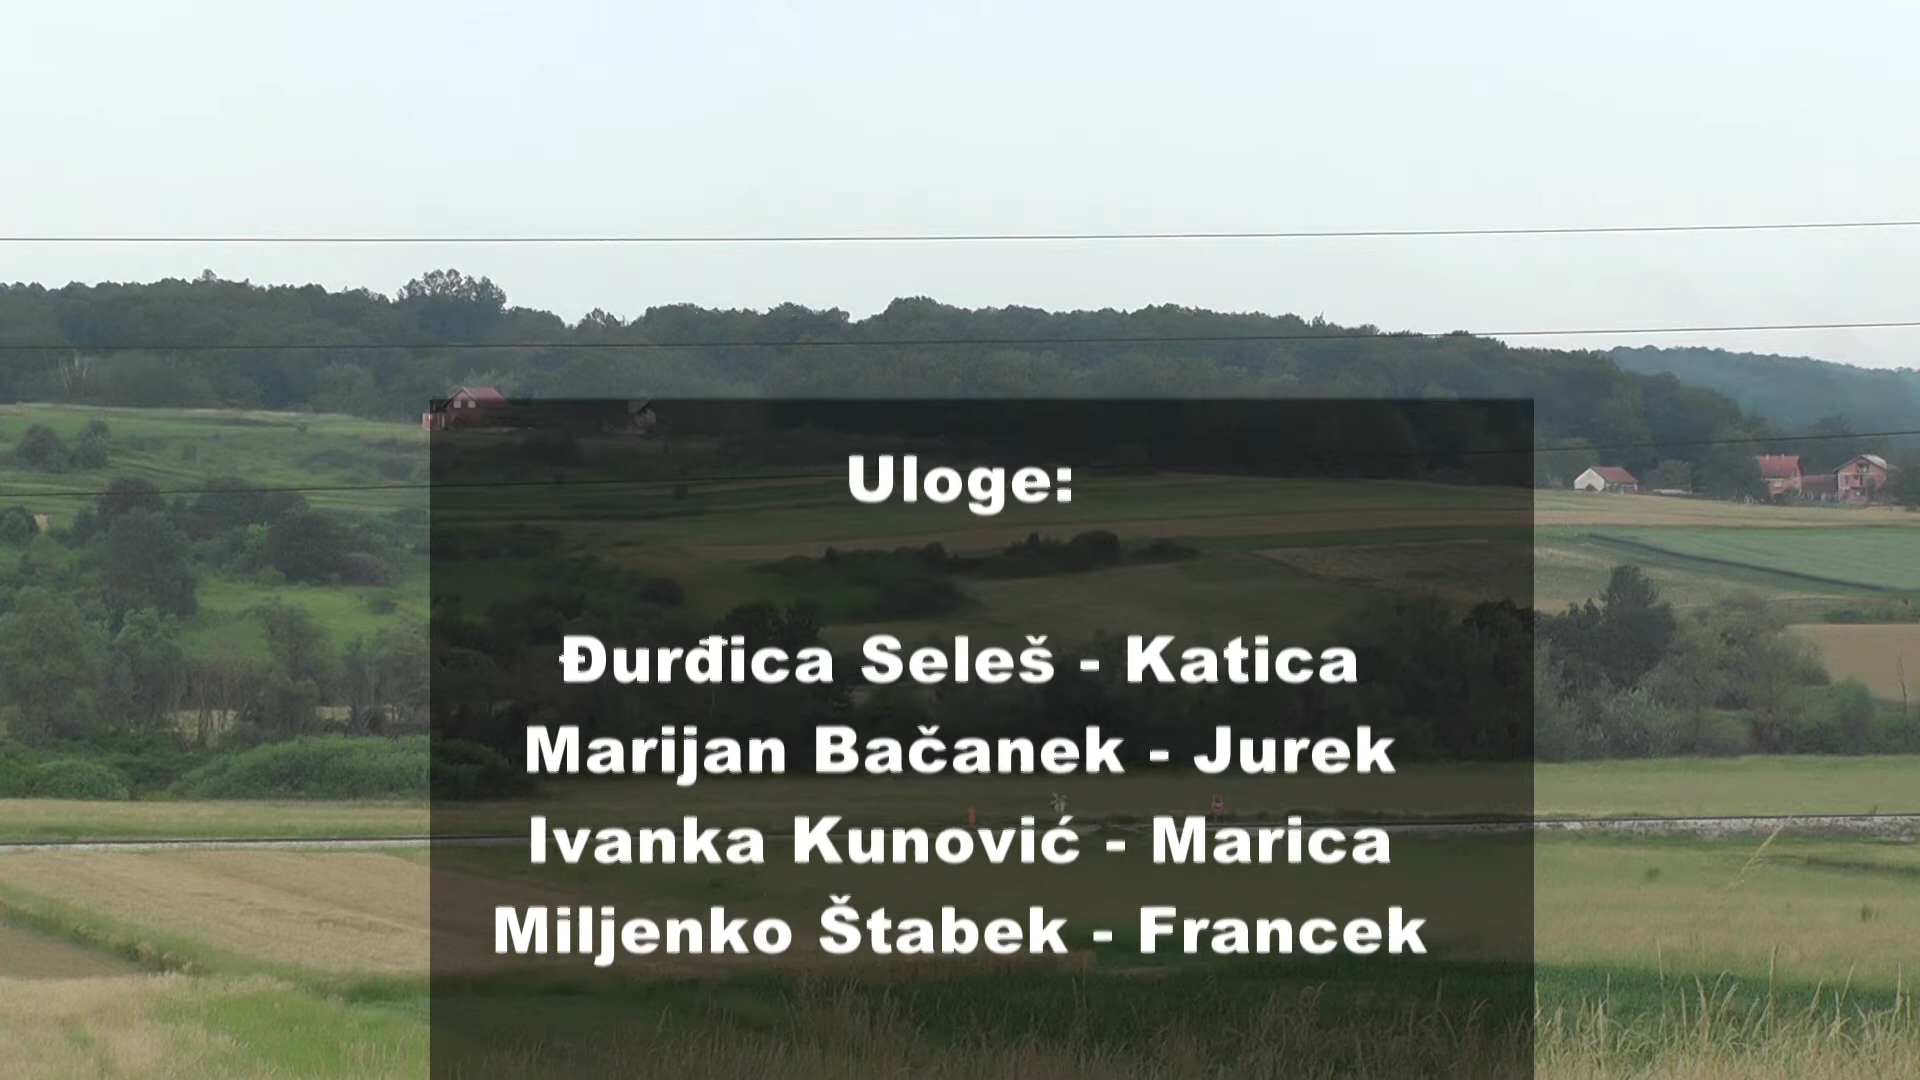 Uloge:
Đurđica Seleš - Katica
Marijan Bačanek - Jurek
Ivanka Kunović - Marica
Miljenko Štabek - Francek